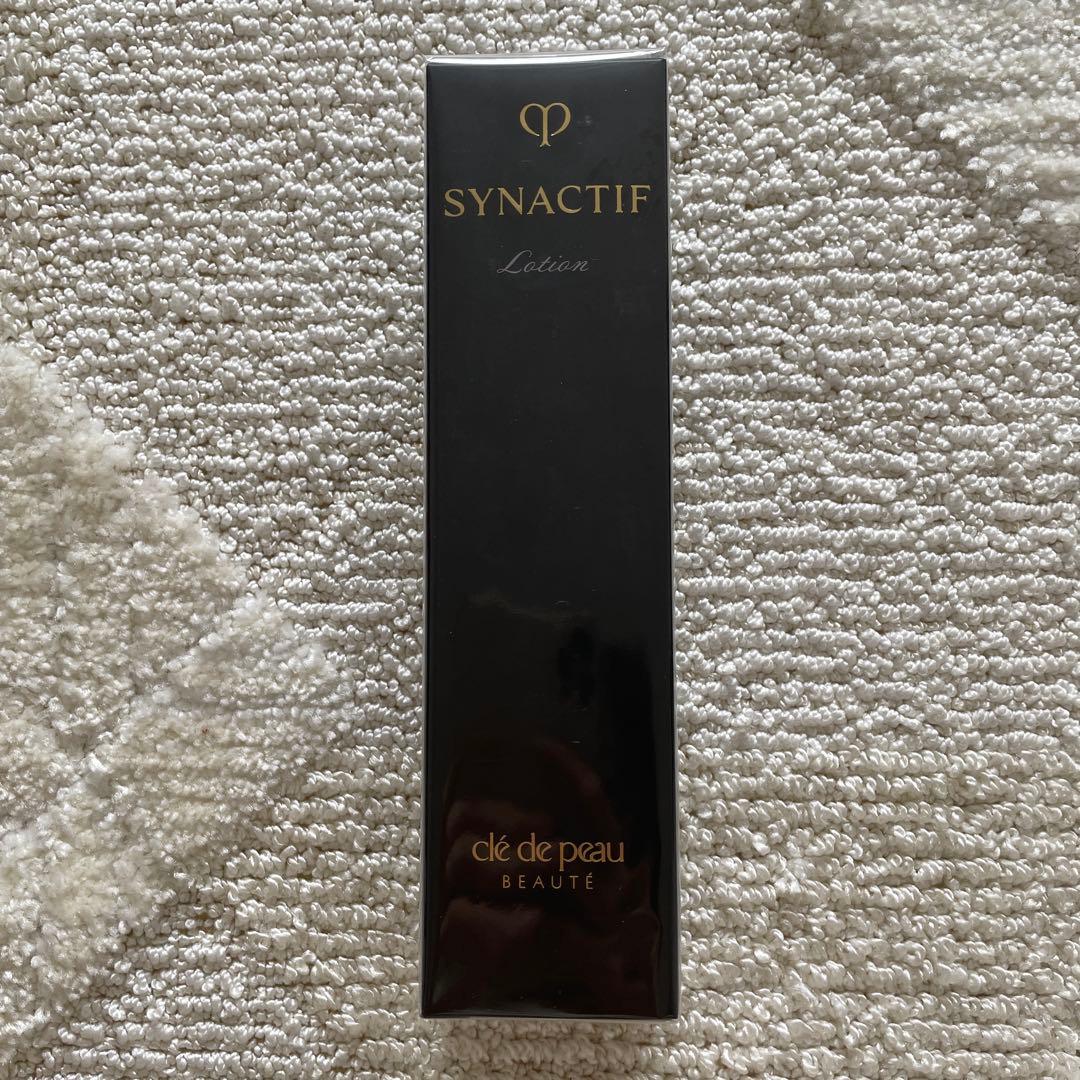 SYNACTIF
Lotion
clé de peau
BEAUTÉ